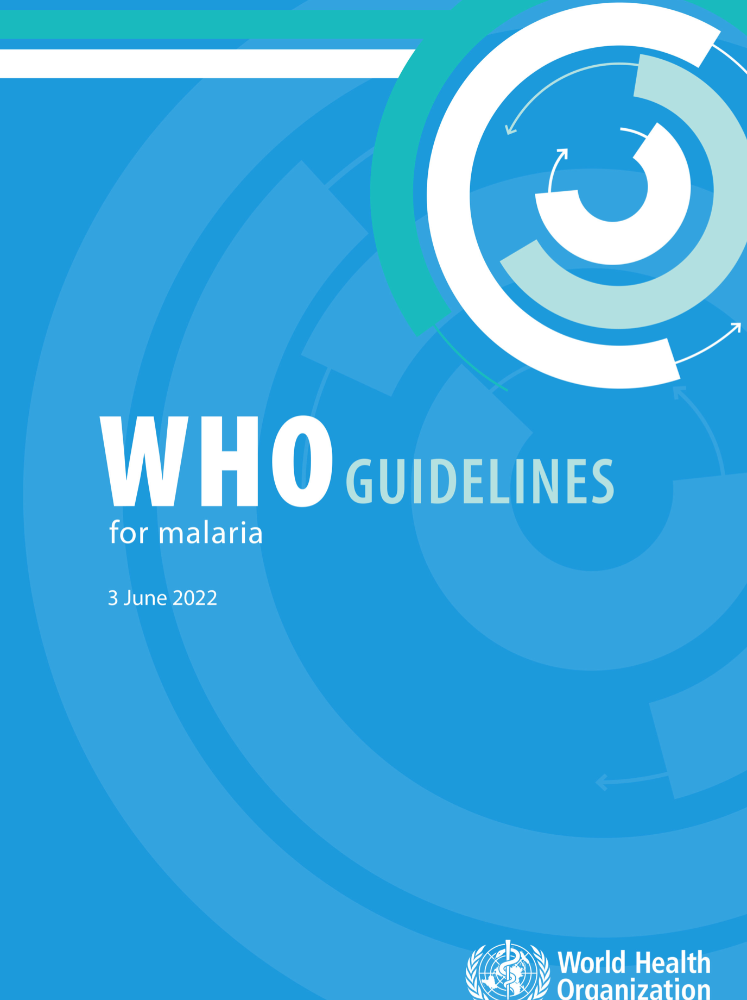 WHO GUIDELINES
for malaria
3 June 2022
World Health
Organization